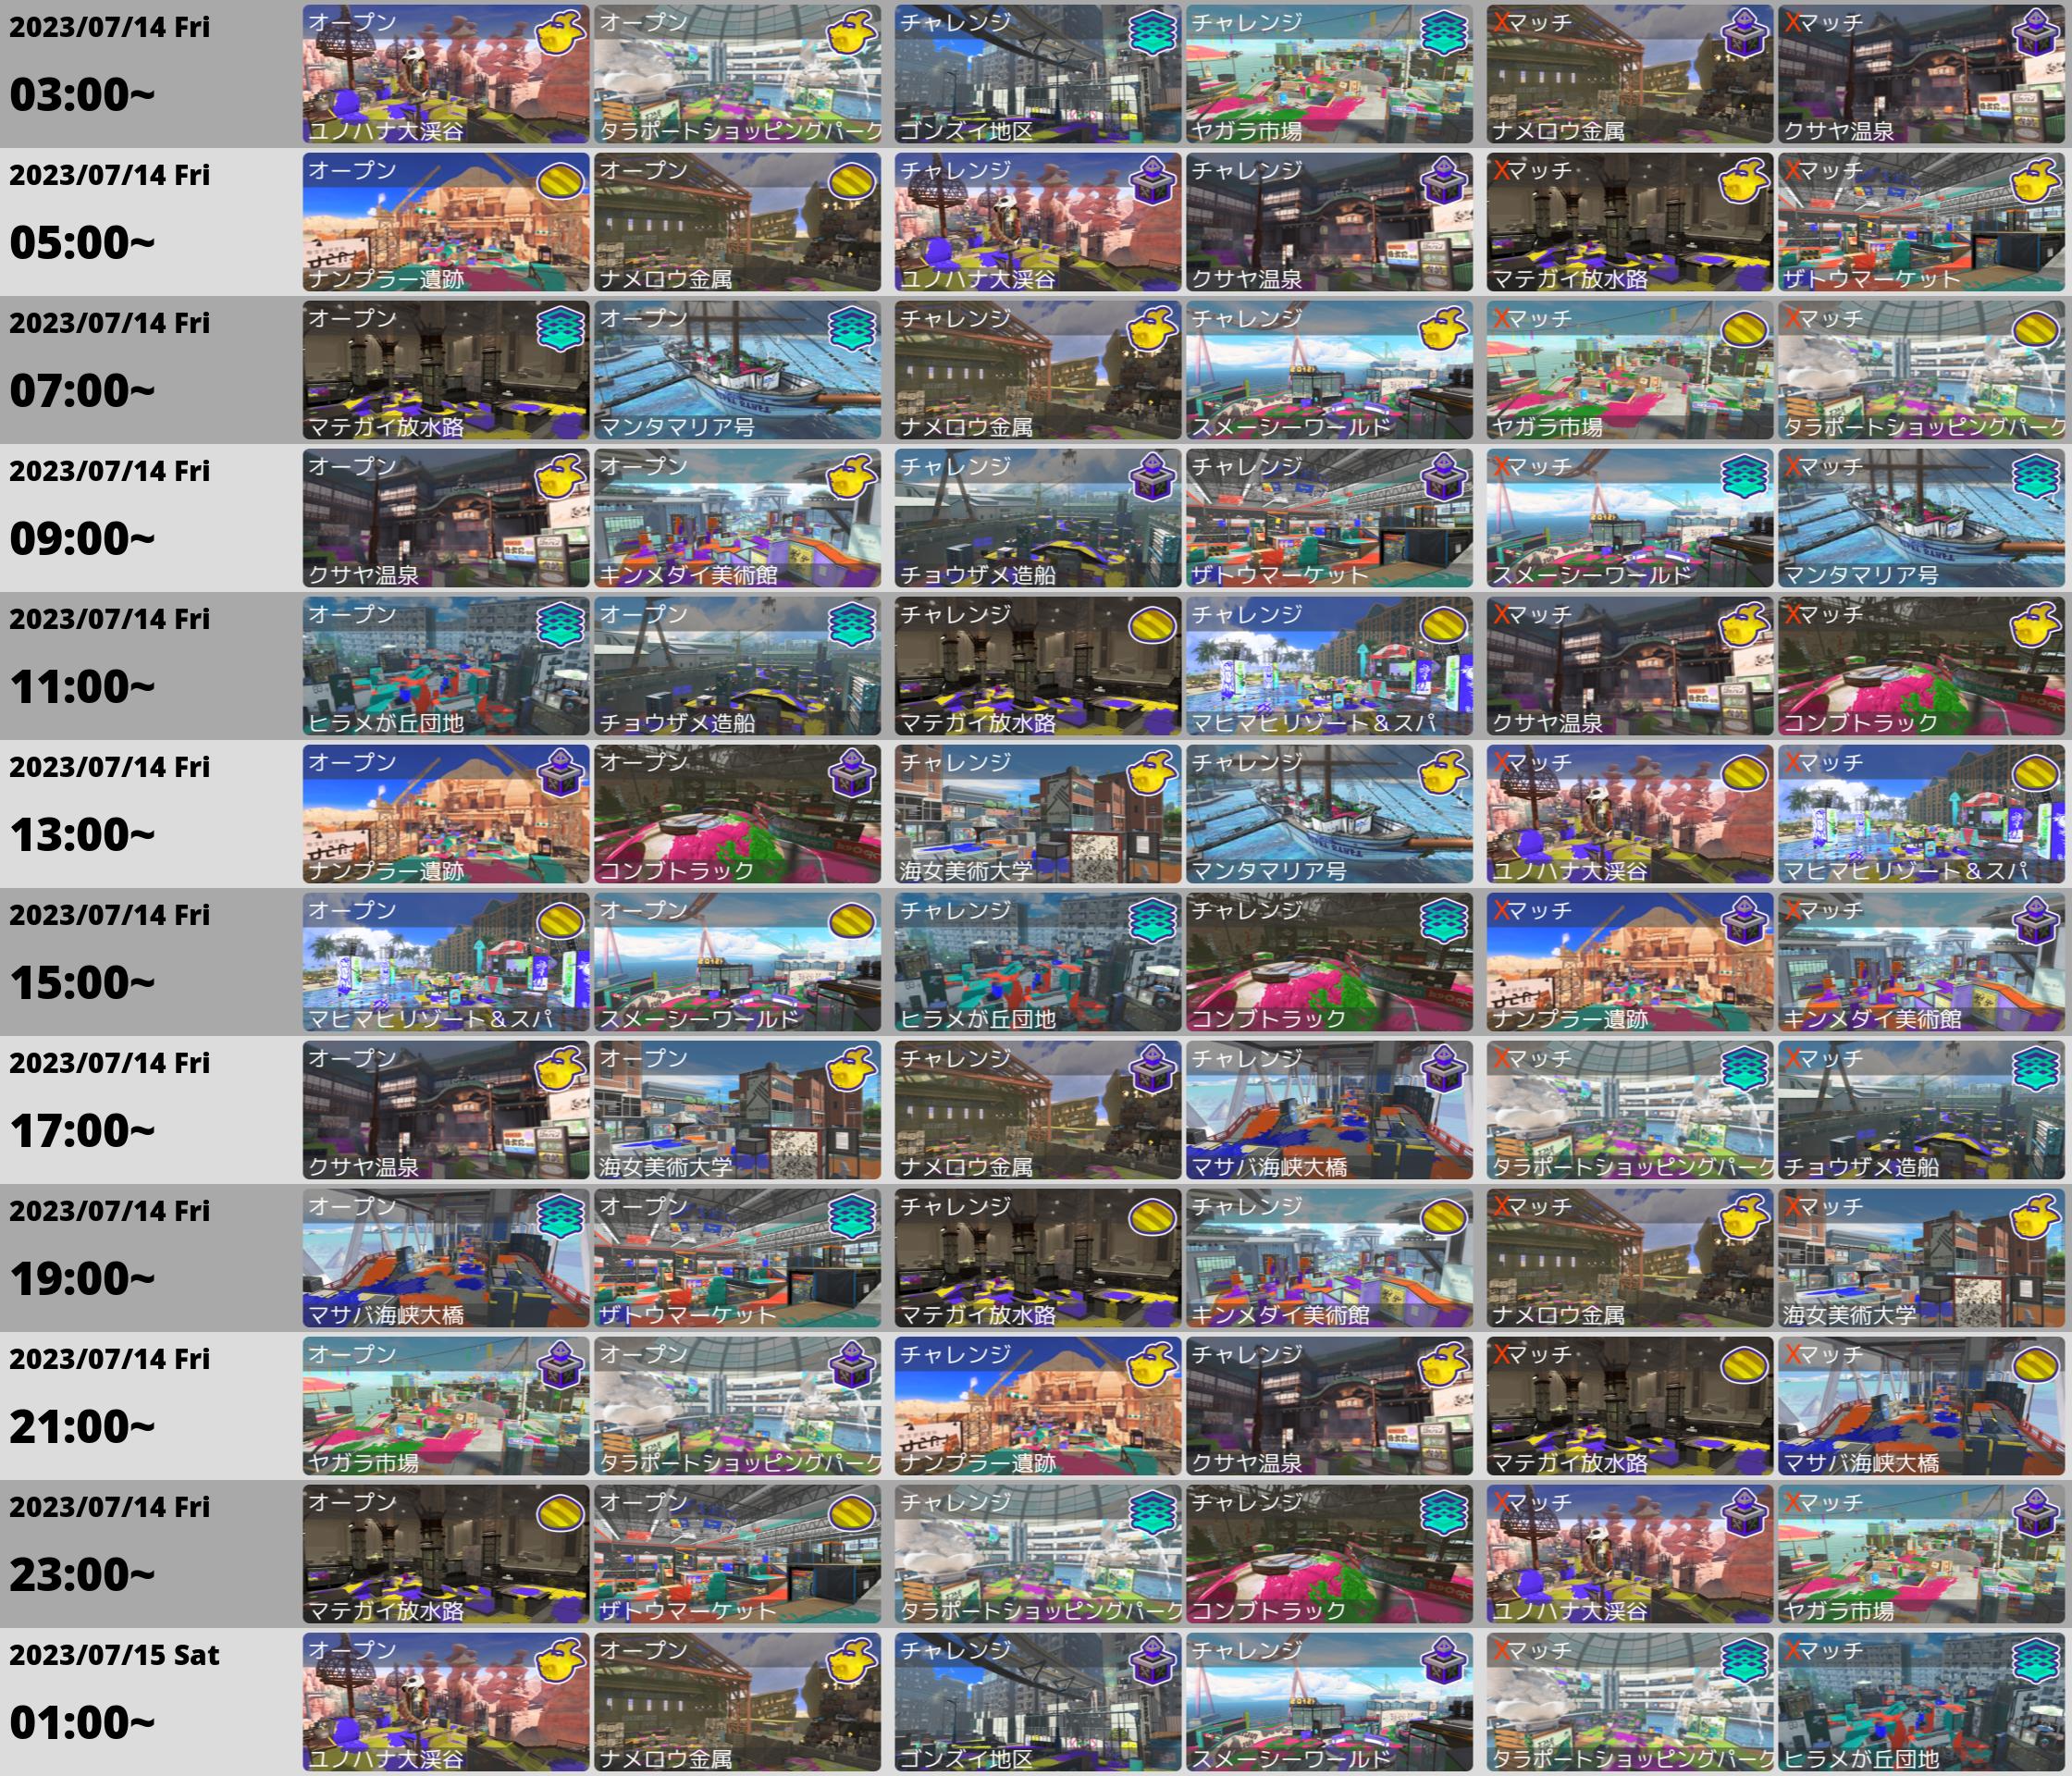 2023/07/14 Fri
03:00~
オープン オープン チャレンジ チャレンジ Xマッチ Xマッチ
ユノハナ大渓谷 タラポートショッピングパーク ゴンズイ地区 ヤガラ市場 ナメロウ金属 クサヤ温泉
2023/07/14 Fri
05:00~
オープン オープン チャレンジ チャレンジ Xマッチ Xマッチ
ナンプラー遺跡 ナメロウ金属 ユノハナ大渓谷 クサヤ温泉 マテガイ放水路 ザトウマーケット
2023/07/14 Fri
07:00~
オープン オープン チャレンジ チャレンジ Xマッチ Xマッチ
マテガイ放水路 マンタマリア号 ナメロウ金属 スメーシーワールド ヤガラ市場 タラポートショッピングパーク
2023/07/14 Fri
09:00~
オープン オープン チャレンジ チャレンジ Xマッチ Xマッチ
クサヤ温泉 キンメダイ美術館 チョウザメ造船 ザトウマーケット スメーシーワールド マンタマリア号
2023/07/14 Fri
11:00~
オープン オープン チャレンジ チャレンジ Xマッチ Xマッチ
ヒラメが丘団地 チョウザメ造船 マテガイ放水路 マヒマヒリゾート&スパ クサヤ温泉 コンブトラック
2023/07/14 Fri
13:00~
オープン オープン チャレンジ チャレンジ Xマッチ Xマッチ
ナンプラー遺跡 コンブトラック 海女美術大学 マンタマリア号 ユノハナ大渓谷 マヒマヒリゾート&スパ
2023/07/14 Fri
15:00~
オープン オープン チャレンジ チャレンジ Xマッチ Xマッチ
マヒマヒリゾート&スパ スメーシーワールド ヒラメが丘団地 コンブトラック ナンプラー遺跡 キンメダイ美術館
2023/07/14 Fri
17:00~
オープン オープン チャレンジ チャレンジ Xマッチ Xマッチ
クサヤ温泉 海女美術大学 ナメロウ金属 マサバ海峡大橋 タラポートショッピングパーク チョウザメ造船
2023/07/14 Fri
19:00~
オープン オープン チャレンジ チャレンジ Xマッチ Xマッチ
マサバ海峡大橋 ザトウマーケット マテガイ放水路 キンメダイ美術館 ナメロウ金属 海女美術大学
2023/07/14 Fri
21:00~
オープン オープン チャレンジ チャレンジ Xマッチ Xマッチ
ヤガラ市場 タラポートショッピングパーク ナンプラー遺跡 クサヤ温泉 マテガイ放水路 マサバ海峡大橋
2023/07/14 Fri
23:00~
オープン オープン チャレンジ チャレンジ Xマッチ Xマッチ
マテガイ放水路 ザトウマーケット タラポートショッピングパーク コンブトラック ユノハナ大渓谷 ヤガラ市場
2023/07/15 Sat
01:00~
オープン オープン チャレンジ チャレンジ Xマッチ Xマッチ
ユノハナ大渓谷 ナメロウ金属 ゴンズイ地区 スメーシーワールド タラポートショッピングパーク ヒラメが丘団地